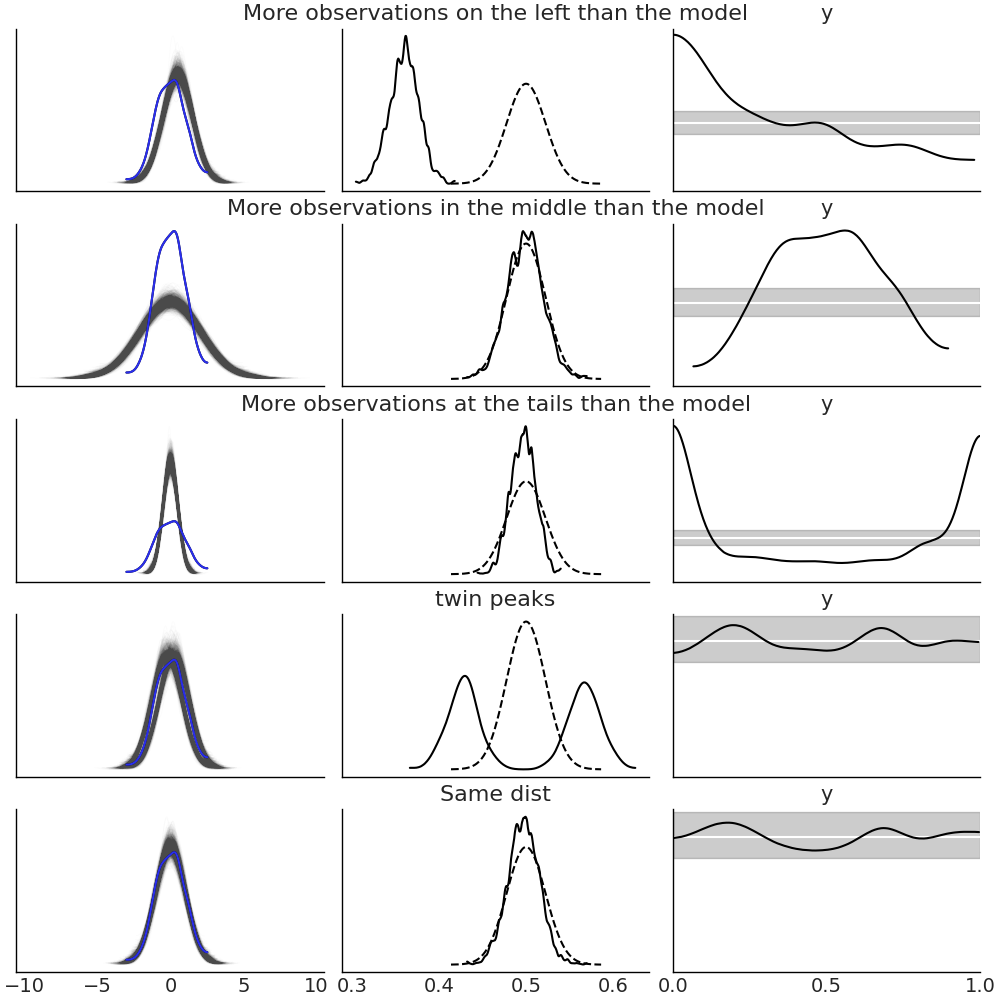 More observations on the left than the model y
More observations in the middle than the model y
More observations at the tails than the model y
twin peaks y
Same dist y
−10 −5 0 5 10 0.3 0.4 0.5 0.6 0.0 0.5 1.0